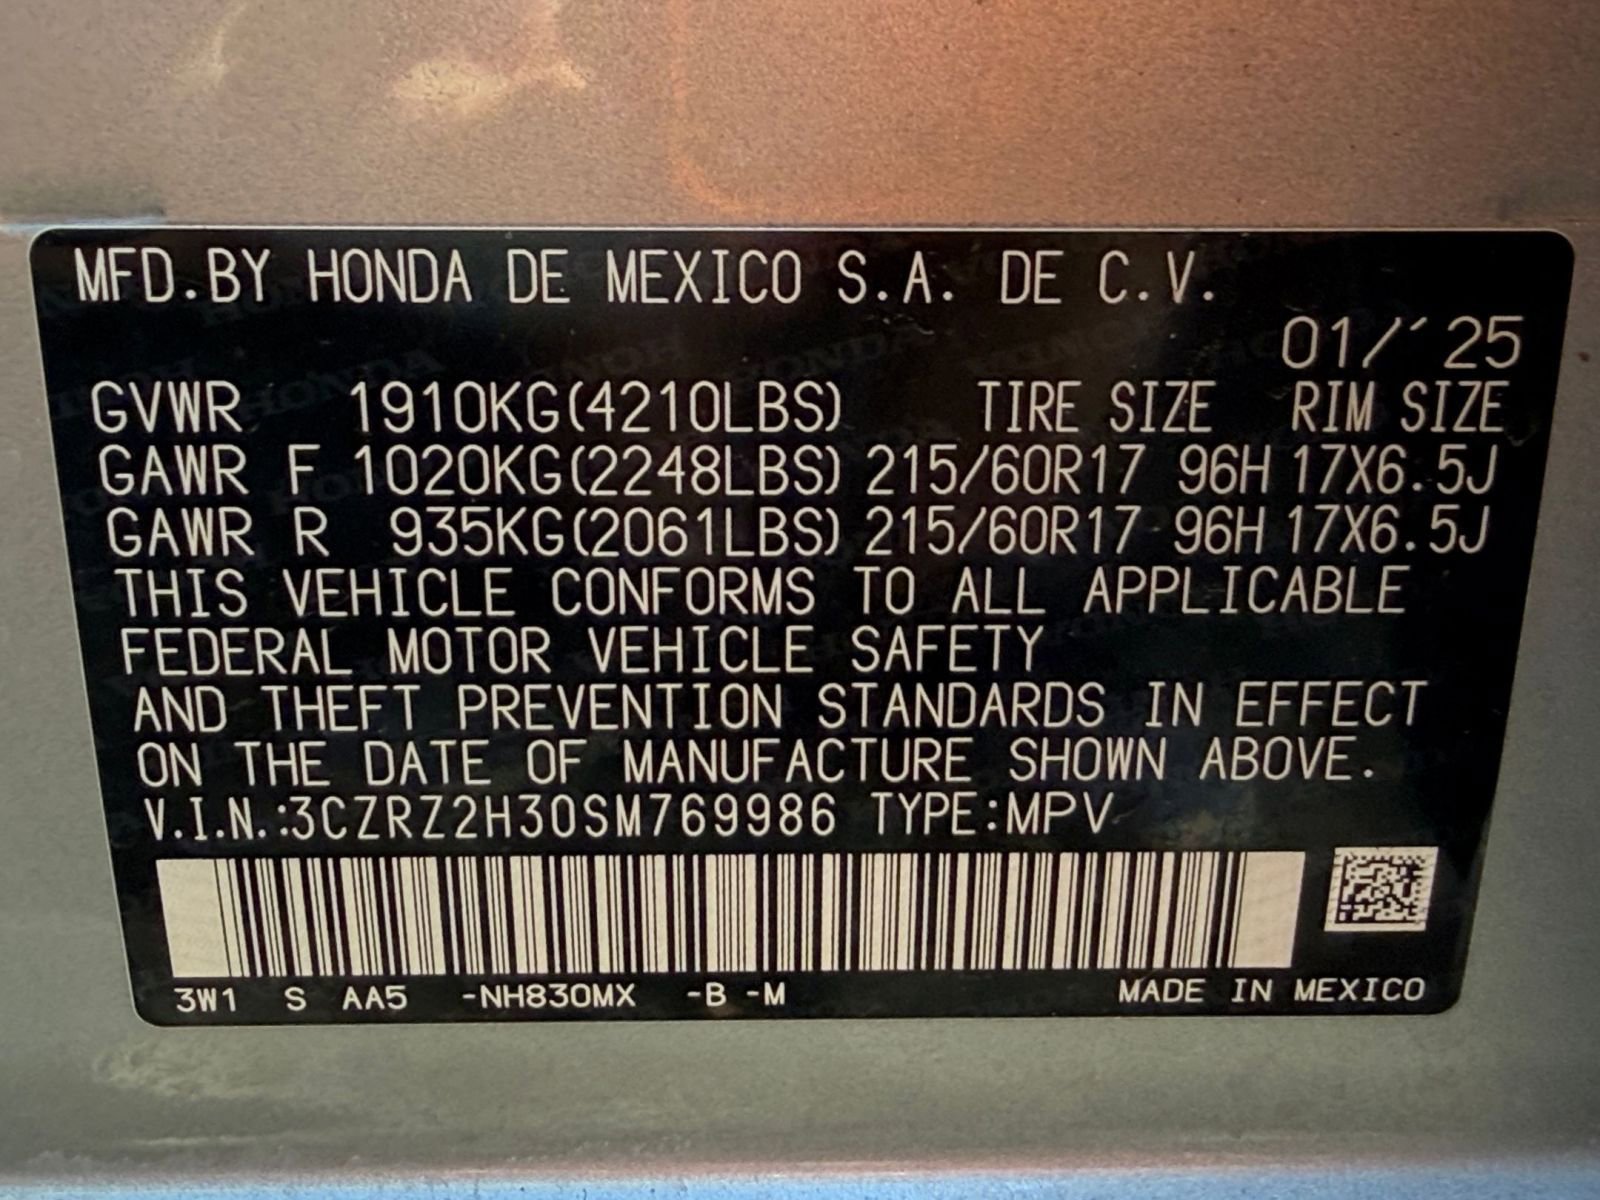 MFD.BY HONDA DE MEXICO S.A. DE C.V.
01/´25
GVWR 1910KG(4210LBS) TIRE SIZE RIM SIZE
GAWR F 1020KG(2248LBS) 215/60R17 96H 17X6.5J
GAWR R 935KG(2061LBS) 215/60R17 96H 17X6.5J
THIS VEHICLE CONFORMS TO ALL APPLICABLE
FEDERAL MOTOR VEHICLE SAFETY
AND THEFT PREVENTION STANDARDS IN EFFECT
ON THE DATE OF MANUFACTURE SHOWN ABOVE.
V.I.N.:3CZRZ2H30SM769986 TYPE:MPV
3W1 S AA5 -NH830MX -B -M MADE IN MEXICO